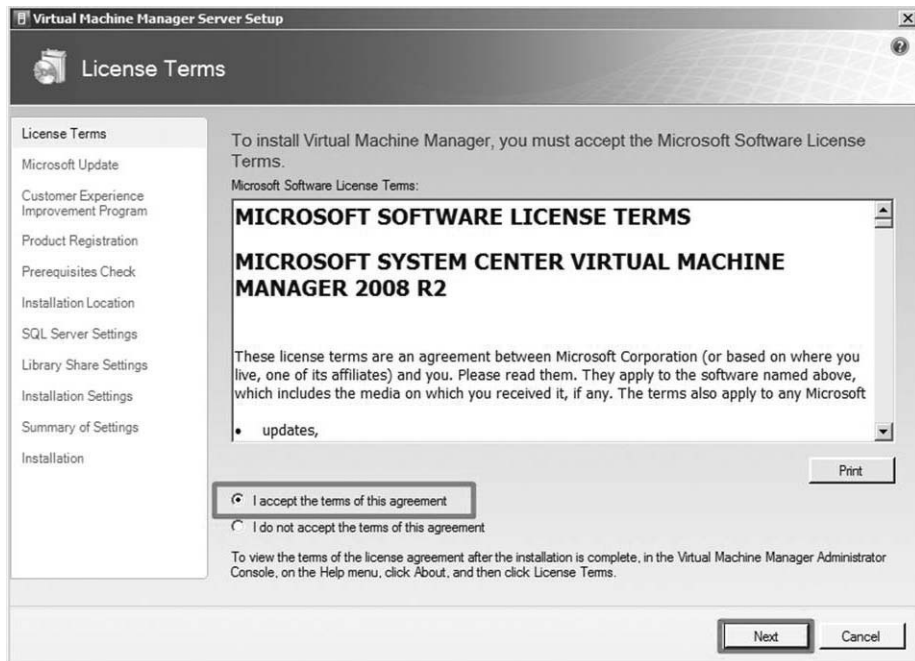 Virtual Machine Manager Server Setup
License Terms
License Terms
Microsoft Update
Customer Experience
Improvement Program
Product Registration
Prerequisites Check
Installation Location
SQL Server Settings
Library Share Settings
Installation Settings
Summary of Settings
Installation
To install Virtual Machine Manager, you must accept the Microsoft Software License
Terms.
Microsoft Software License Terms:
MICROSOFT SOFTWARE LICENSE TERMS
MICROSOFT SYSTEM CENTER VIRTUAL MACHINE
MANAGER 2008 R2
These license terms are an agreement between Microsoft Corporation (or based on where you
live, one of its affiliates) and you. Please read them. They apply to the software named above,
which includes the media on which you received it, if any. The terms also apply to any Microsoft
• updates,
Print
I accept the terms of this agreement
I do not accept the terms of this agreement
To view the terms of the license agreement after the installation is complete, in the Virtual Machine Manager Administrator
Console, on the Help menu, click About, and then click License Terms.
Next
Cancel